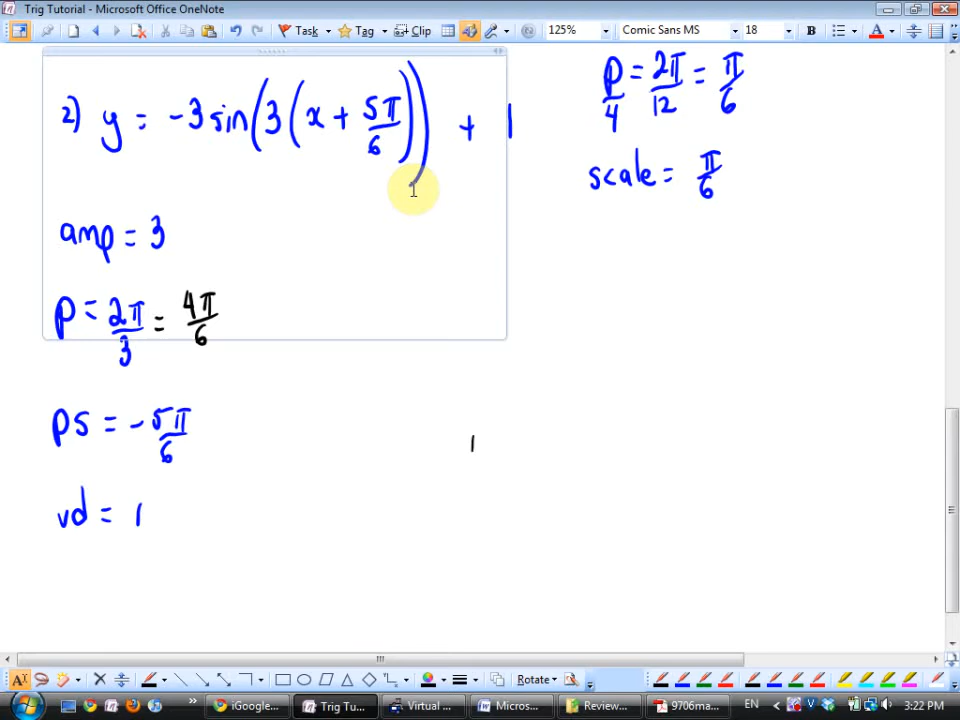 Trig Tutorial - Microsoft Office OneNote
Task Tag Clip 125% Comic Sans MS 18 B A
2) y = -3 sin(3(x + 5π/6)) + 1
amp = 3
P = 2π/3 = 4π/6
ps = -5π/6
vd = 1
P/4 = 2π/12 = π/6
scale = π/6
1
A Rotate
iGoogle... Trig Tu... Virtual ... Micros... Review... 9706ma... EN 3:22 PM